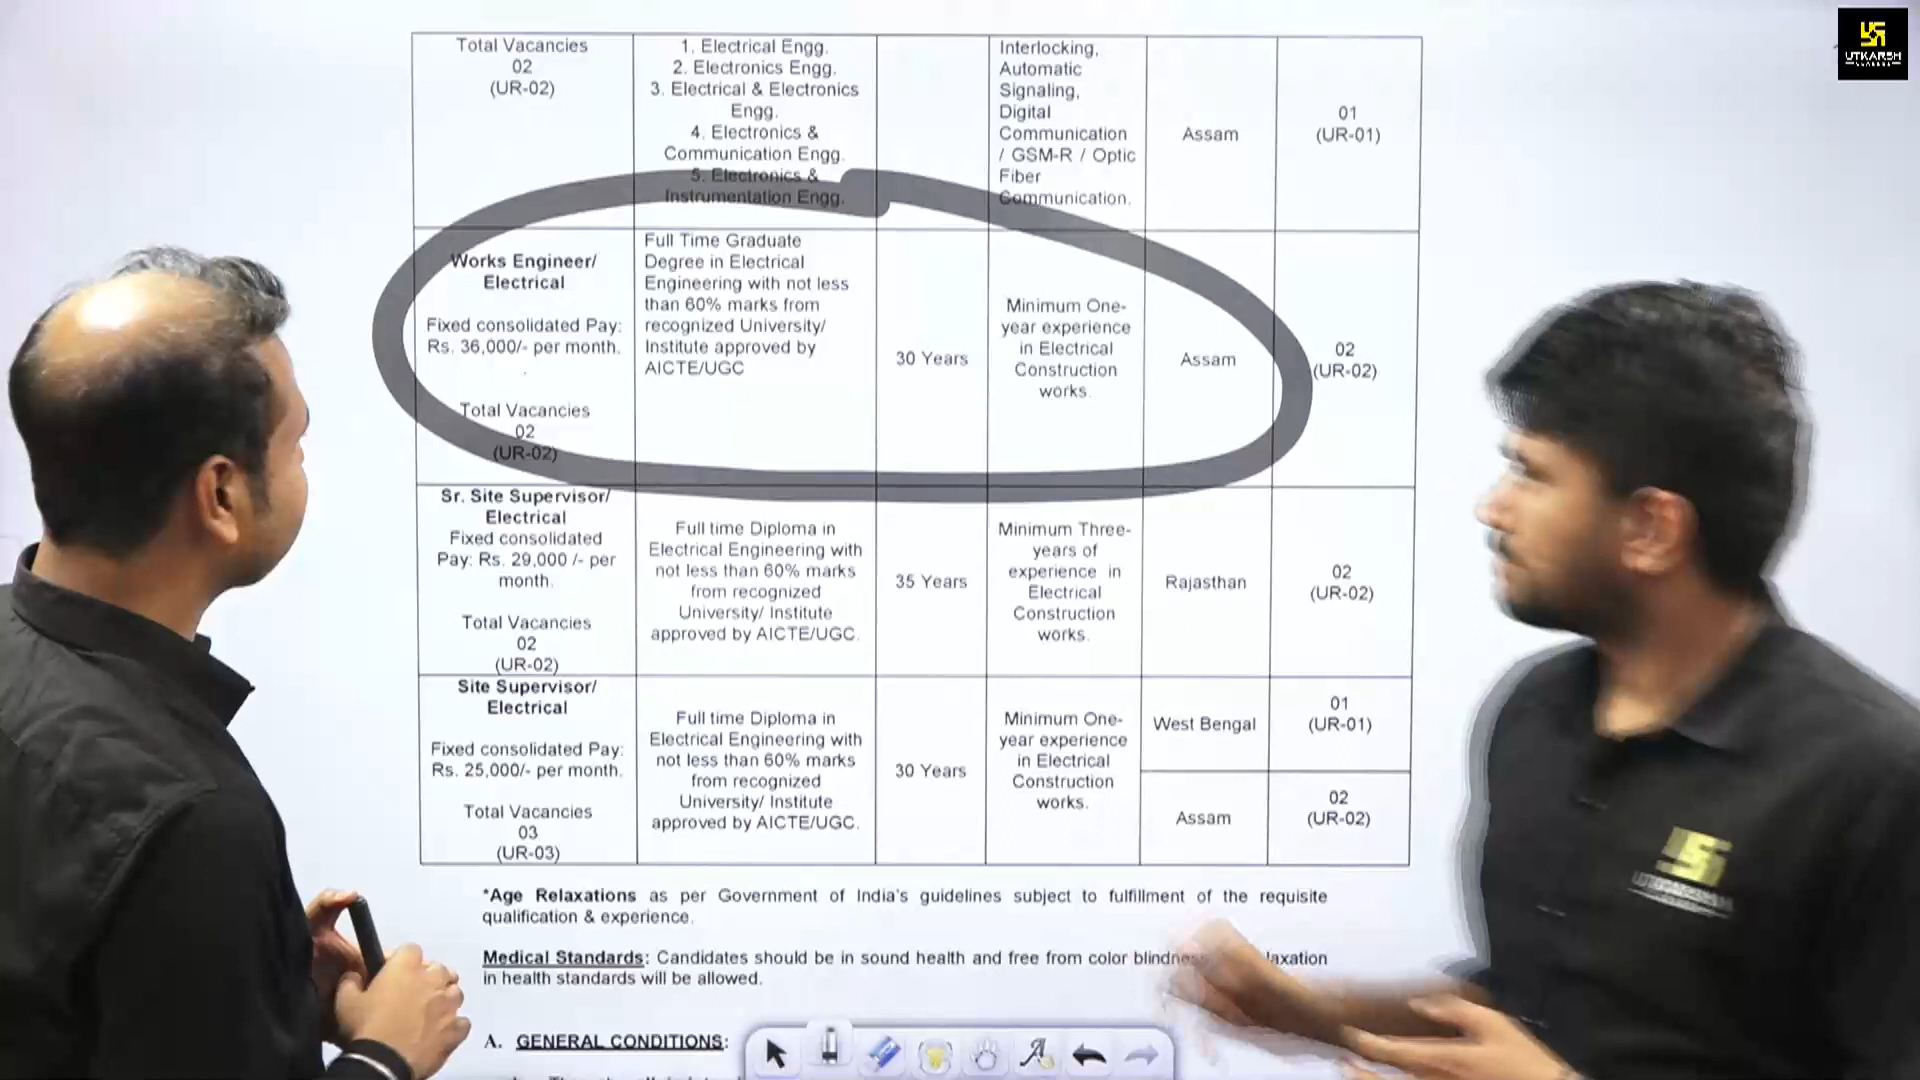 Total Vacancies
02
(UR-02)
1. Electrical Engg.
2. Electronics Engg.
3. Electrical & Electronics
Engg.
4. Electronics &
Communication Engg.
5. Electronics &
Instrumentation Engg.
Interlocking,
Automatic
Signaling,
Digital
Communication
/ GSM-R / Optic
Fiber
Communication.
Assam
01
(UR-01)
Works Engineer/
Electrical
Fixed consolidated Pay:
Rs. 36,000/- per month.
Total Vacancies
02
(UR-02)
Full Time Graduate
Degree in Electrical
Engineering with not less
than 60% marks from
recognized University/
Institute approved by
AICTE/UGC
30 Years
Minimum One-
year experience
in Electrical
Construction
works.
Assam
02
(UR-02)
Sr. Site Supervisor/
Electrical
Fixed consolidated
Pay: Rs. 29,000 /- per
month.
Total Vacancies
02
(UR-02)
Full time Diploma in
Electrical Engineering with
not less than 60% marks
from recognized
University/ Institute
approved by AICTE/UGC.
35 Years
Minimum Three-
years of
experience in
Electrical
Construction
works.
Rajasthan
02
(UR-02)
Site Supervisor/
Electrical
Fixed consolidated Pay:
Rs. 25,000/- per month.
Total Vacancies
03
(UR-03)
Full time Diploma in
Electrical Engineering with
not less than 60% marks
from recognized
University/ Institute
approved by AICTE/UGC.
30 Years
Minimum One-
year experience
in Electrical
Construction
works.
West Bengal
01
(UR-01)
Assam
02
(UR-02)
*Age Relaxations as per Government of India's guidelines subject to fulfillment of the requisite
qualification & experience.
Medical Standards: Candidates should be in sound health and free from color
in health standards will be allowed.
A. GENERAL CONDITIONS:
UTKARSH
CLASSES